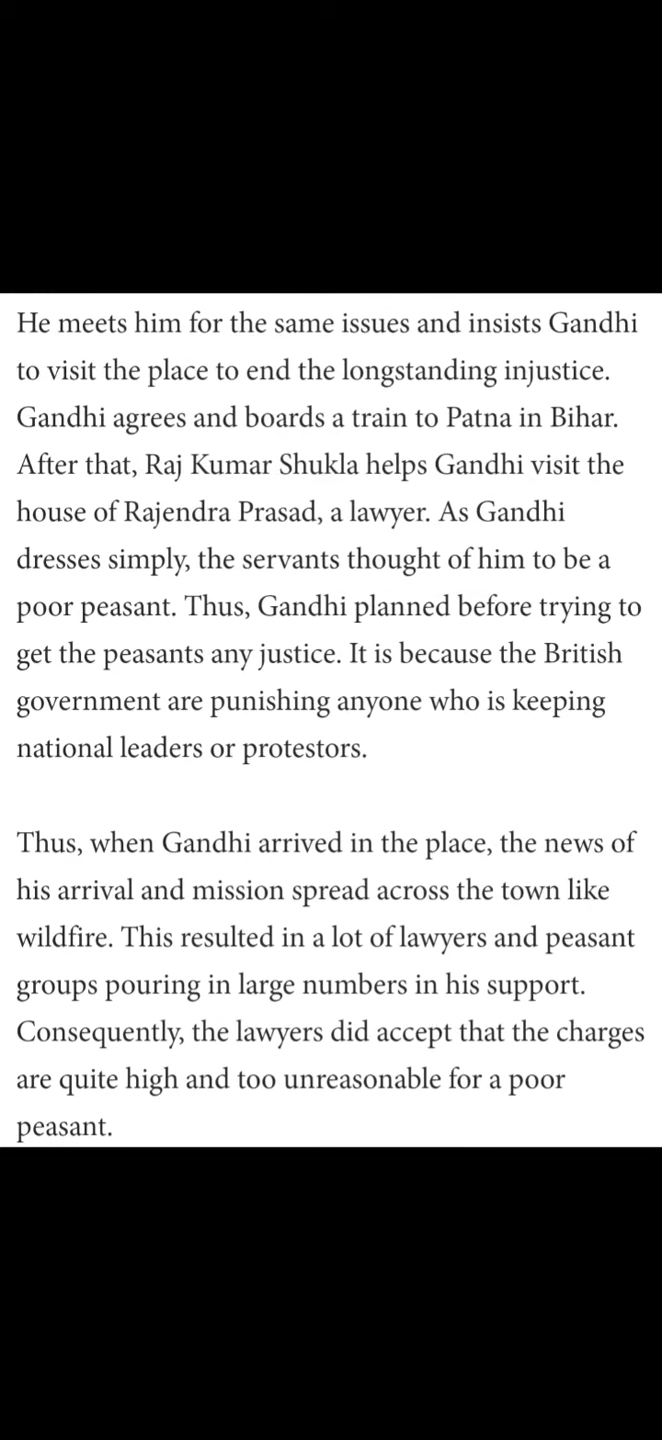 He meets him for the same issues and insists Gandhi
to visit the place to end the longstanding injustice.
Gandhi agrees and boards a train to Patna in Bihar.
After that, Raj Kumar Shukla helps Gandhi visit the
house of Rajendra Prasad, a lawyer. As Gandhi
dresses simply, the servants thought of him to be a
poor peasant. Thus, Gandhi planned before trying to
get the peasants any justice. It is because the British
government are punishing anyone who is keeping
national leaders or protestors.
Thus, when Gandhi arrived in the place, the news of
his arrival and mission spread across the town like
wildfire. This resulted in a lot of lawyers and peasant
groups pouring in large numbers in his support.
Consequently, the lawyers did accept that the charges
are quite high and too unreasonable for a poor
peasant.